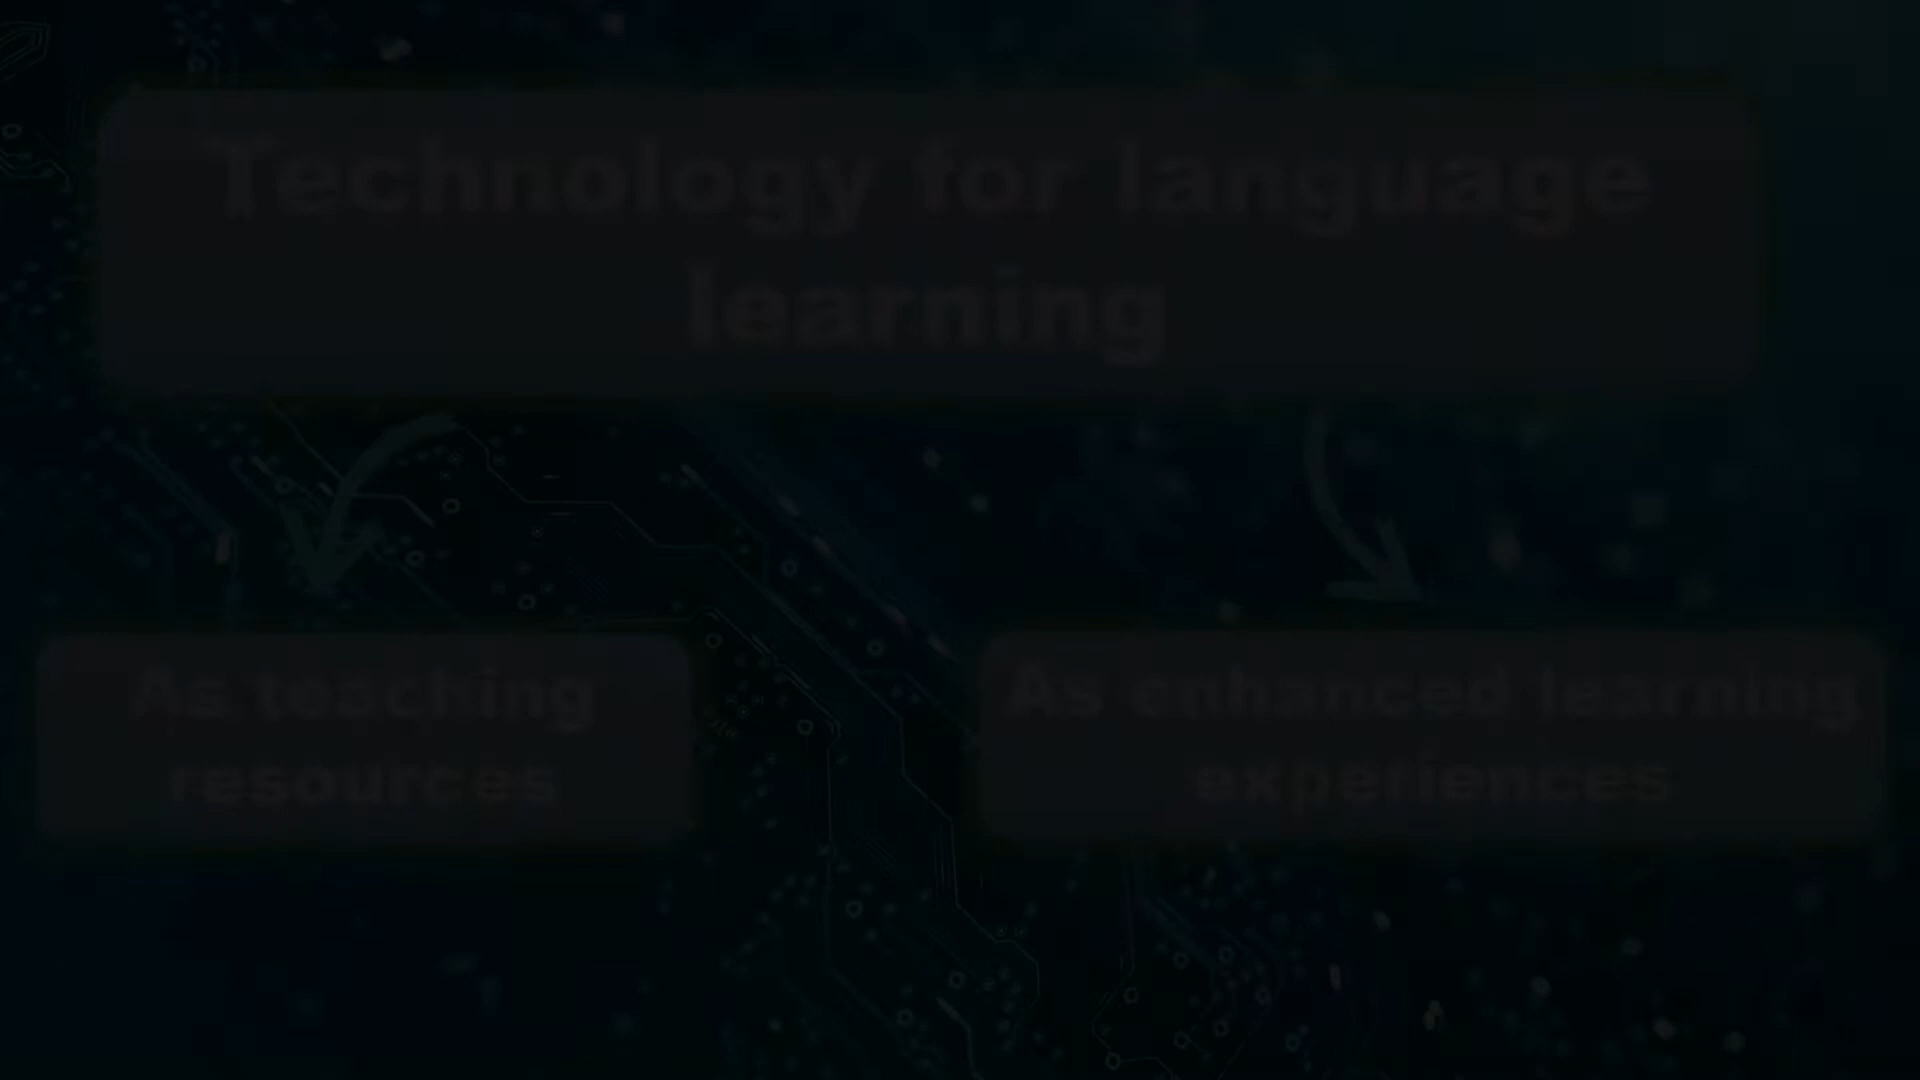 Technology for language
learning
As teaching
resources
As enhanced learning
experiences